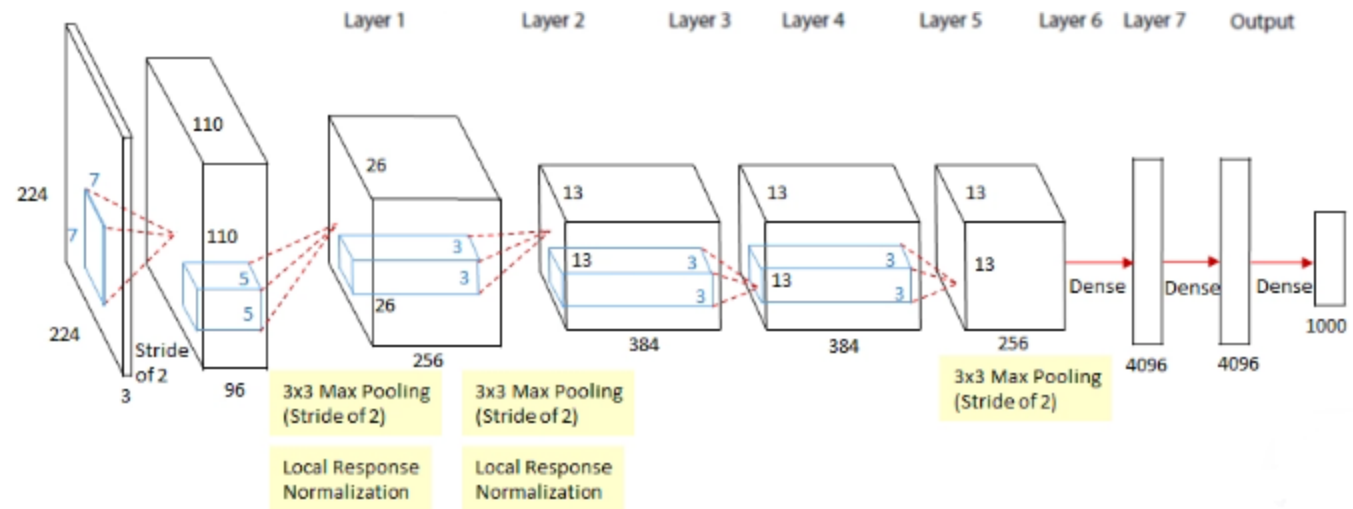 Layer 1 Layer 2 Layer 3 Layer 4 Layer 5 Layer 6 Layer 7 Output
224
7
7
224
3
Stride
of 2
110
110
5
5
96
26
3
3
26
256
3x3 Max Pooling
(Stride of 2)
Local Response
Normalization
3x3 Max Pooling
(Stride of 2)
Local Response
Normalization
13
13
3
3
384
13
13
3
3
384
13
13
256
3x3 Max Pooling
(Stride of 2)
Dense
4096
Dense
4096
Dense
1000